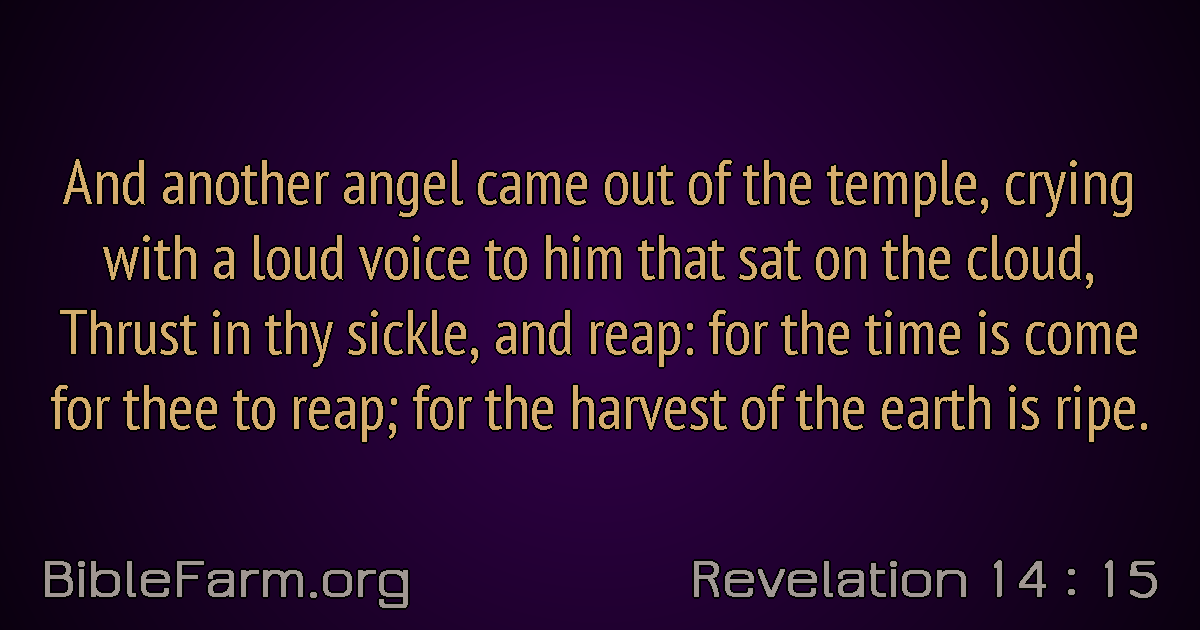 And another angel came out of the temple, crying
with a loud voice to him that sat on the cloud,
Thrust in thy sickle, and reap: for the time is come
for thee to reap; for the harvest of the earth is ripe.
BibleFarm.org
Revelation 14 : 15